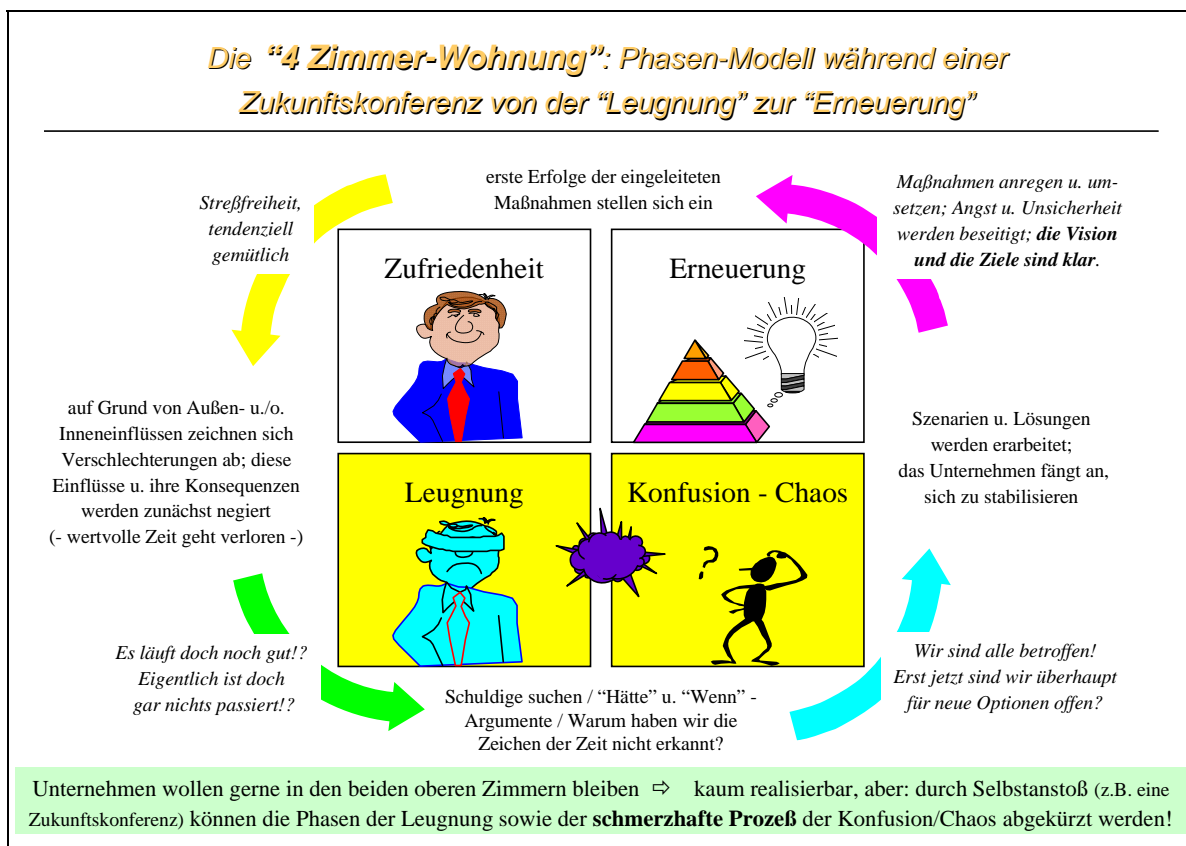 Die “4 Zimmer-Wohnung”: Phasen-Modell während einer
Zukunftskonferenz von der “Leugnung” zur “Erneuerung”
erste Erfolge der eingeleiteten
Maßnahmen stellen sich ein
Streßfreiheit,
tendenziell
gemütlich
Maßnahmen anregen u. um-
setzen; Angst u. Unsicherheit
werden beseitigt; die Vision
und die Ziele sind klar.
Zufriedenheit
Erneuerung
auf Grund von Außen- u./o.
Inneneinflüssen zeichnen sich
Verschlechterungen ab; diese
Einflüsse u. ihre Konsequenzen
werden zunächst negiert
(- wertvolle Zeit geht verloren -)
Szenarien u. Lösungen
werden erarbeitet;
das Unternehmen fängt an,
sich zu stabilisieren
Leugnung
Konfusion - Chaos
?
Es läuft doch noch gut!?
Eigentlich ist doch
gar nichts passiert!?
Schuldige suchen / “Hätte” u. “Wenn” -
Argumente / Warum haben wir die
Zeichen der Zeit nicht erkannt?
Wir sind alle betroffen!
Erst jetzt sind wir überhaupt
für neue Optionen offen?
Unternehmen wollen gerne in den beiden oberen Zimmern bleiben ⇨ kaum realisierbar, aber: durch Selbstanstoß (z.B. eine
Zukunftskonferenz) können die Phasen der Leugnung sowie der schmerzhafte Prozeß der Konfusion/Chaos abgekürzt werden!